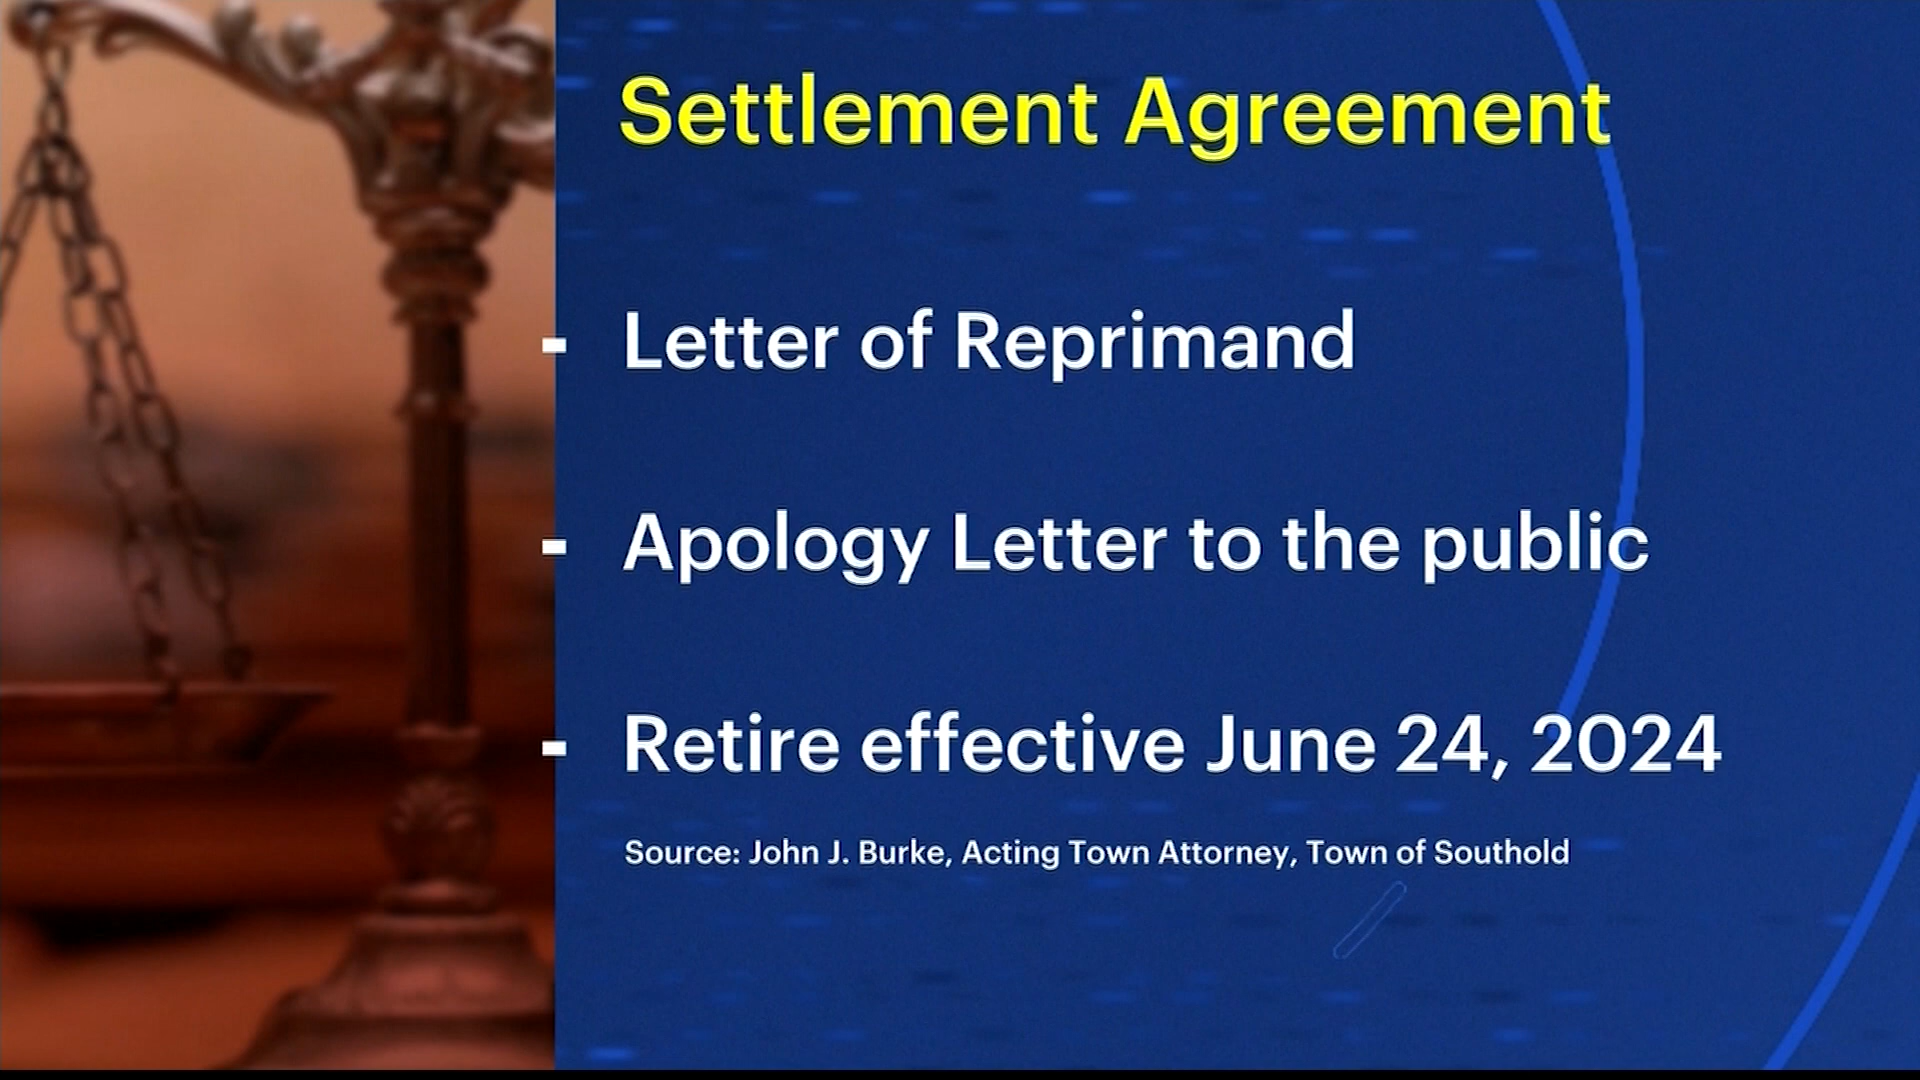 Settlement Agreement
- Letter of Reprimand
- Apology Letter to the public
- Retire effective June 24, 2024
Source: John J. Burke, Acting Town Attorney, Town of Southold